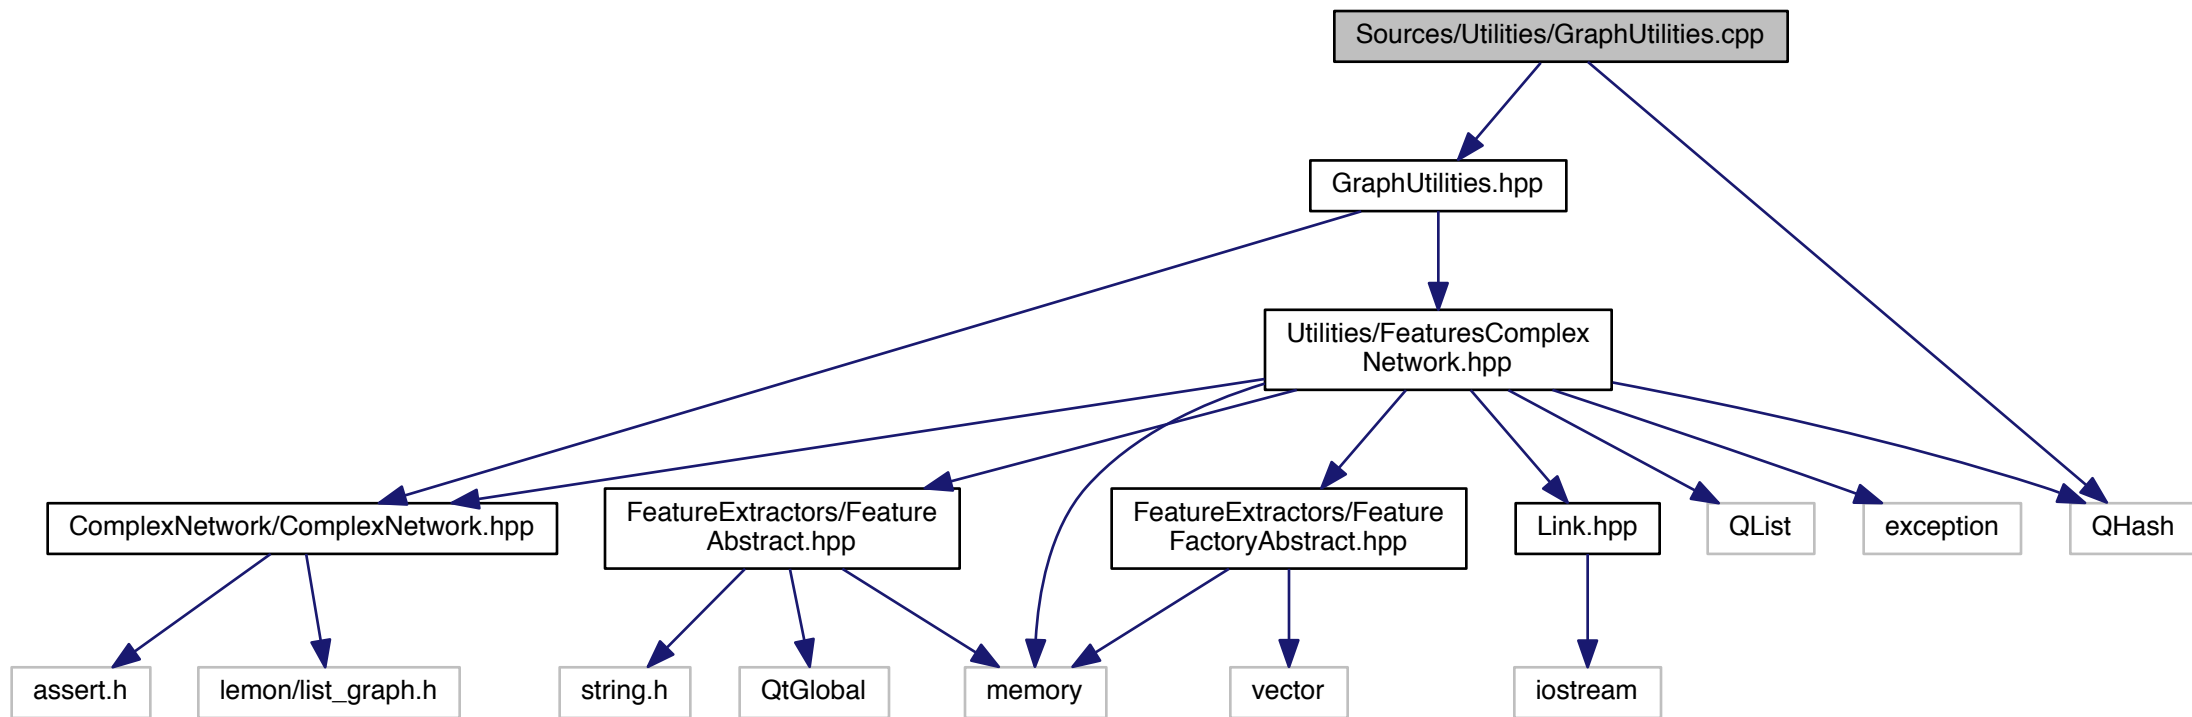 Sources/Utilities/GraphUtilities.cpp
GraphUtilities.hpp
Utilities/FeaturesComplex
Network.hpp
ComplexNetwork/ComplexNetwork.hpp
FeatureExtractors/Feature
Abstract.hpp
FeatureExtractors/Feature
FactoryAbstract.hpp
Link.hpp
QList
exception
QHash
assert.h
lemon/list_graph.h
string.h
QtGlobal
memory
vector
iostream